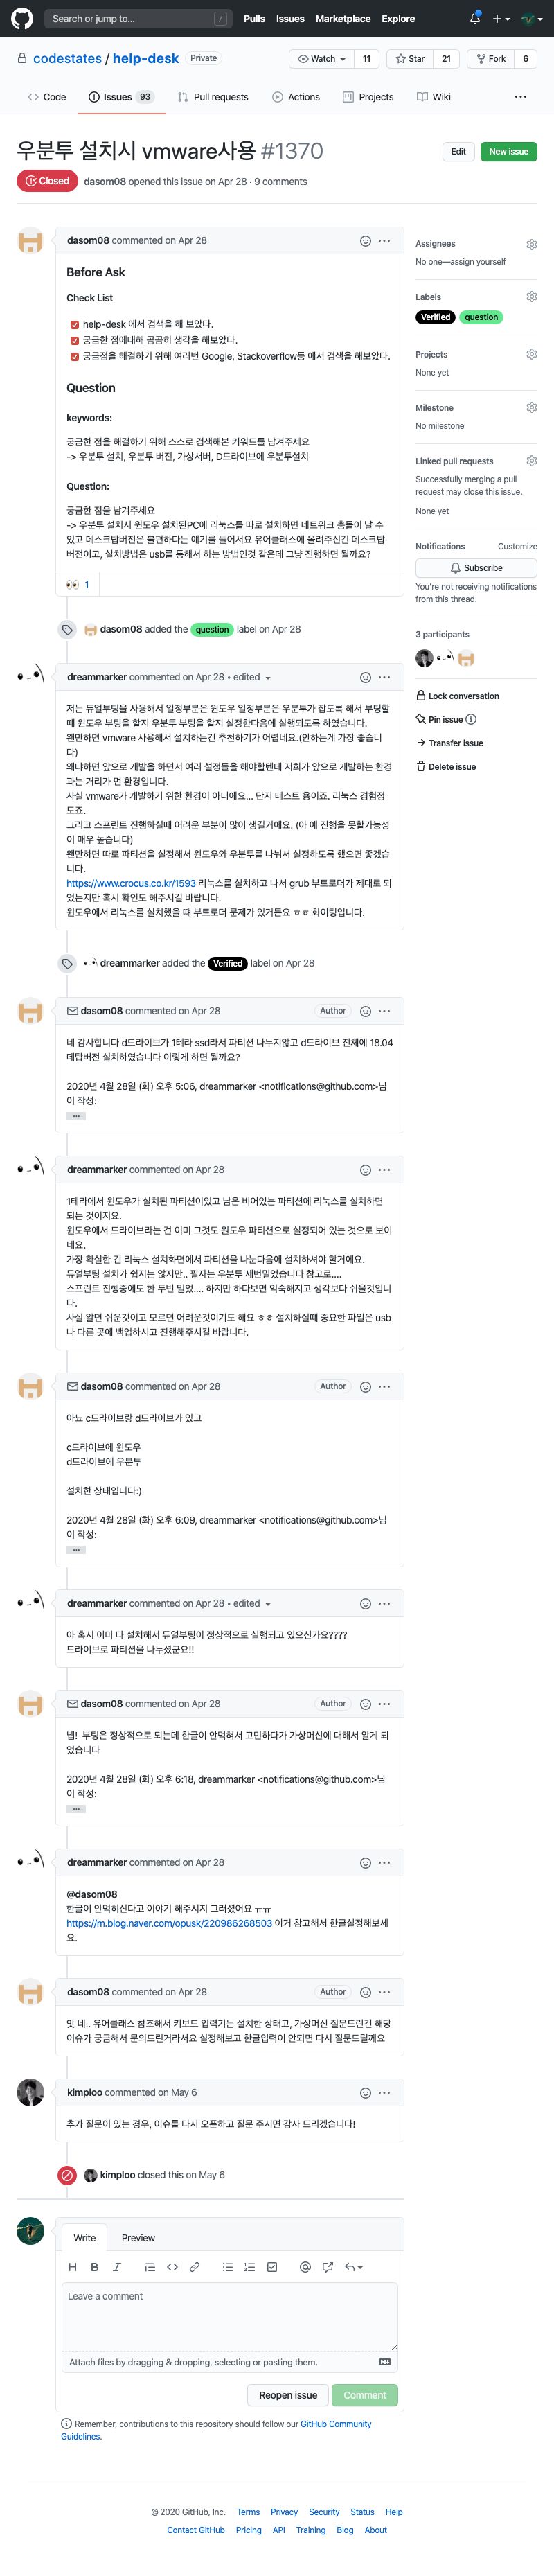 Search or jump to... /
Pulls Issues Marketplace Explore
codestates / help-desk Private
Watch 11 Star 21 Fork 6
Code Issues 93 Pull requests Actions Projects Wiki ...
우분투 설치시 vmware사용 #1370
Edit New issue
Closed dasom08 opened this issue on Apr 28 · 9 comments
dasom08 commented on Apr 28
Before Ask
Check List
help-desk 에서 검색을 해 보았다.
궁금한 점에대해 곰곰히 생각을 해보았다.
궁금점을 해결하기 위해 여러번 Google, Stackoverflow등 에서 검색을 해보았다.
Question
keywords:
궁금한 점을 해결하기 위해 스스로 검색해본 키워드를 남겨주세요
-> 우분투 설치, 우분투 버전, 가상서버, D드라이브에 우분투설치
Question:
궁금한 점을 남겨주세요
-> 우분투 설치시 윈도우 설치된PC에 리눅스를 따로 설치하면 네트워크 충돌이 날 수
있고 데스크탑버전은 불편하다는 얘기를 들어서요 유어클래스에 올려주신건 데스크탑
버전이고, 설치방법은 usb를 통해서 하는 방법인것 같은데 그냥 진행하면 될까요?
👀 1
dasom08 added the question label on Apr 28
dreammarker commented on Apr 28 • edited
저는 듀얼부팅을 사용해서 일정부분은 윈도우 일정부분은 우분투가 잡도록 해서 부팅할
떄 윈도우 부팅을 할지 우분투 부팅을 할지 설정한다음에 실행되도록 하였습니다.
왠만하면 vmware 사용해서 설치하는건 추천하기가 어렵네요.(안하는게 가장 좋습니
다)
왜냐하면 앞으로 개발을 하면서 여러 설정들을 해야할텐데 저희가 앞으로 개발하는 환경
과는 거리가 먼 환경입니다.
사실 vmware가 개발하기 위한 환경이 아니에요... 단지 테스트 용이죠. 리눅스 경험정
도죠.
그리고 스프린트 진행하실때 어려운 부분이 많이 생길거에요. (아 예 진행을 못할가능성
이 매우 높습니다)
왠만하면 따로 파티션을 설정해서 윈도우와 우분투를 나눠서 설정하도록 했으면 좋겠습
니다.
https://www.crocus.co.kr/1593 리눅스를 설치하고 나서 grub 부트로더가 제대로 되
었는지만 혹시 확인도 해주시길 바랍니다.
윈도우에서 리눅스를 설치했을 때 부트로더 문제가 있거든요 ㅎㅎ 화이팅입니다.
dreammarker added the Verified label on Apr 28
dasom08 commented on Apr 28 Author
네 감사합니다 d드라이브가 1테라 ssd라서 파티션 나누지않고 d드라이브 전체에 18.04
데탑버전 설치하였습니다 이렇게 하면 될까요?
2020년 4월 28일 (화) 오후 5:06, dreammarker <notifications@github.com>님
이 작성:
...
dreammarker commented on Apr 28
1테라에서 윈도우가 설치된 파티션이있고 남은 비어있는 파티션에 리눅스를 설치하면
되는 것이지요.
윈도우에서 드라이브라는 건 이미 그것도 윈도우 파티션으로 설정되어 있는 것으로 보이
네요.
가장 확실한 건 리눅스 설치화면에서 파티션을 나눈다음에 설치하셔야 할거에요.
듀얼부팅 설치가 쉽지는 않지만.. 필자는 우분투 세번밀었습니다 참고로....
스프린트 진행중에도 한 두번 밀었.... 하지만 하다보면 익숙해지고 생각보다 쉬울것입니
다.
사실 알면 쉬운것이고 모르면 어려운것이기도 해요 ㅎㅎ 설치하실떄 중요한 파일은 usb
나 다른 곳에 백업하시고 진행해주시길 바랍니다.
dasom08 commented on Apr 28 Author
아뇨 c드라이브랑 d드라이브가 있고
c드라이브에 윈도우
d드라이브에 우분투
설치한 상태입니다:)
2020년 4월 28일 (화) 오후 6:09, dreammarker <notifications@github.com>님
이 작성:
...
dreammarker commented on Apr 28 • edited
아 혹시 이미 다 설치해서 듀얼부팅이 정상적으로 실행되고 있으신가요????
드라이브로 파티션을 나누셨군요!!
dasom08 commented on Apr 28 Author
넵! 부팅은 정상적으로 되는데 한글이 안먹혀서 고민하다가 가상머신에 대해서 알게 되
었습니다
2020년 4월 28일 (화) 오후 6:18, dreammarker <notifications@github.com>님
이 작성:
...
dreammarker commented on Apr 28
@dasom08
한글이 안먹히신다고 이야기 해주시지 그러셨어요 ㅠㅠ
https://m.blog.naver.com/opusk/220986268503 이거 참고해서 한글설정해보세
요.
dasom08 commented on Apr 28 Author
앗 네.. 유어클래스 참조해서 키보드 입력기는 설치한 상태고, 가상머신 질문드린건 해당
이슈가 궁금해서 문의드린거라서요 설정해보고 한글입력이 안되면 다시 질문드릴께요
kimploo commented on May 6
추가 질문이 있는 경우, 이슈를 다시 오픈하고 질문 주시면 감사 드리겠습니다!
kimploo closed this on May 6
Write Preview
Leave a comment
Attach files by dragging & dropping, selecting or pasting them.
Reopen issue Comment
Remember, contributions to this repository should follow our GitHub Community
Guidelines.
Assignees
No one—assign yourself
Labels
Verified question
Projects
None yet
Milestone
No milestone
Linked pull requests
Successfully merging a pull
request may close this issue.
None yet
Notifications Customize
Subscribe
You're not receiving notifications
from this thread.
3 participants
Lock conversation
Pin issue
Transfer issue
Delete issue
© 2020 GitHub, Inc. Terms Privacy Security Status Help
Contact GitHub Pricing API Training Blog About